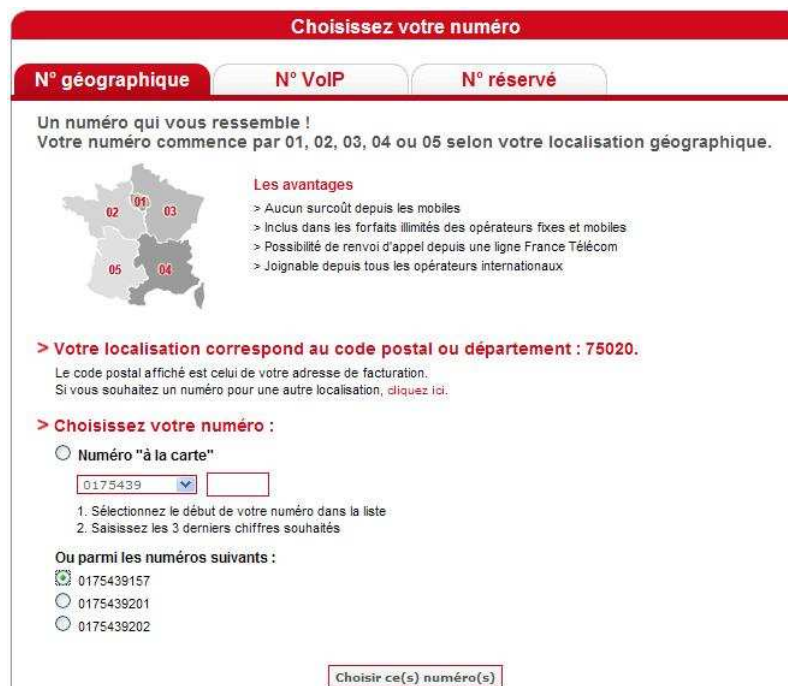 Choisissez votre numéro
N° géographique
N° VoIP
N° réservé
Un numéro qui vous ressemble !
Votre numéro commence par 01, 02, 03, 04 ou 05 selon votre localisation géographique.
02
01
03
05
04
Les avantages
> Aucun surcoût depuis les mobiles
> Inclus dans les forfaits illimités des opérateurs fixes et mobiles
> Possibilité de renvoi d'appel depuis une ligne France Télécom
> Joignable depuis tous les opérateurs internationaux
> Votre localisation correspond au code postal ou département : 75020.
Le code postal affiché est celui de votre adresse de facturation.
Si vous souhaitez un numéro pour une autre localisation, cliquez ici.
> Choisissez votre numéro :
Numéro "à la carte"
0175439
1. Sélectionnez le début de votre numéro dans la liste
2. Saisissez les 3 derniers chiffres souhaités
Ou parmi les numéros suivants :
0175439157
0175439201
0175439202
Choisir ce(s) numéro(s)